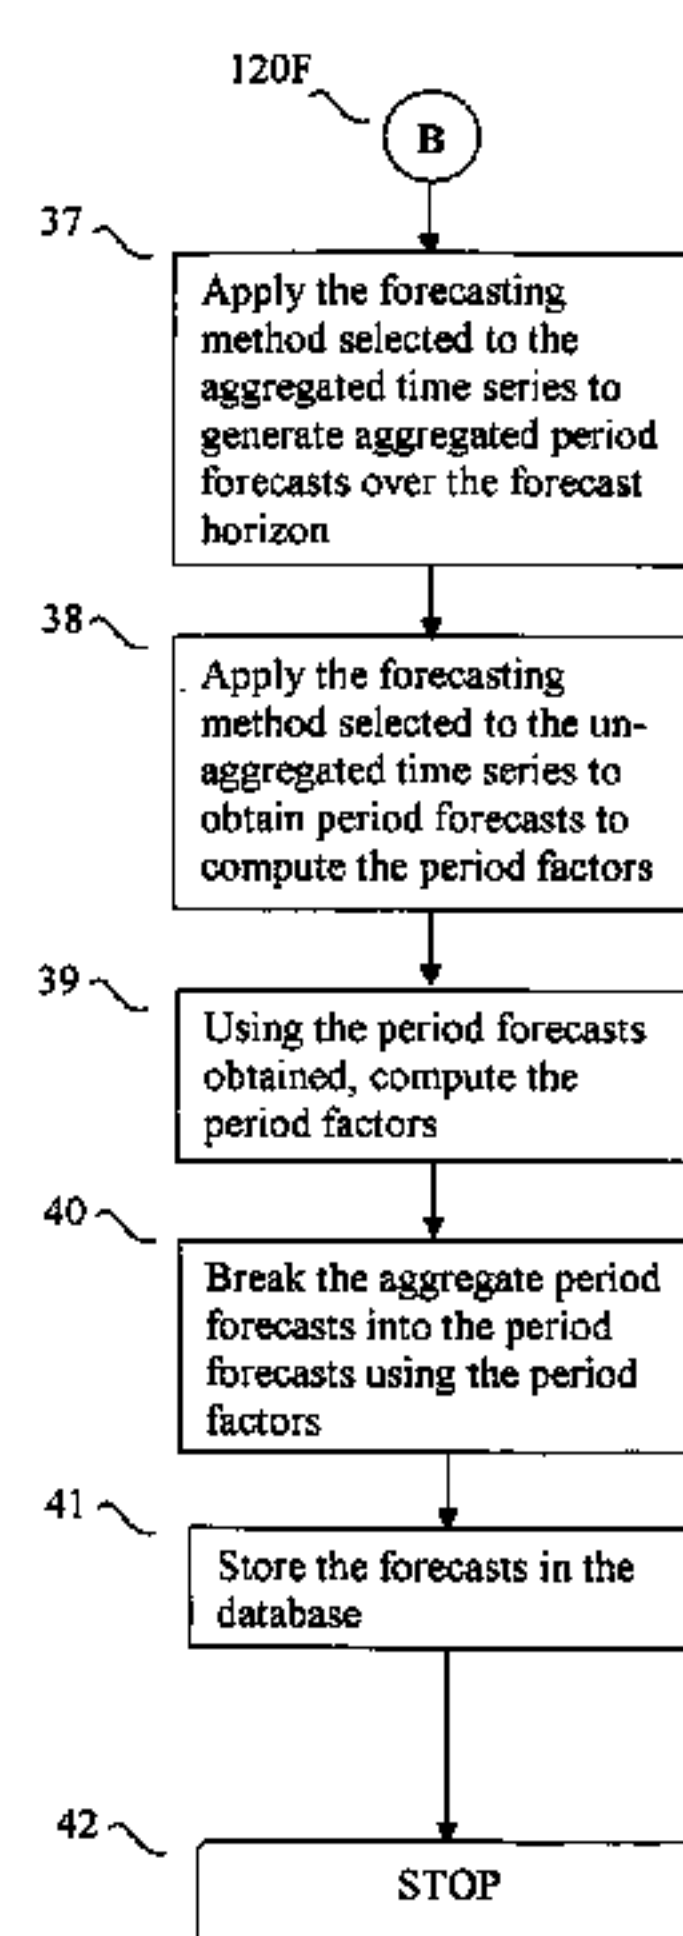 120F
B
37
Apply the forecasting
method selected to the
aggregated time series to
generate aggregated period
forecasts over the forecast
horizon
38
Apply the forecasting
method selected to the un-
aggregated time series to
obtain period forecasts to
compute the period factors
39
Using the period forecasts
obtained, compute the
period factors
40
Break the aggregate period
forecasts into the period
forecasts using the period
factors
41
Store the forecasts in the
database
42
STOP